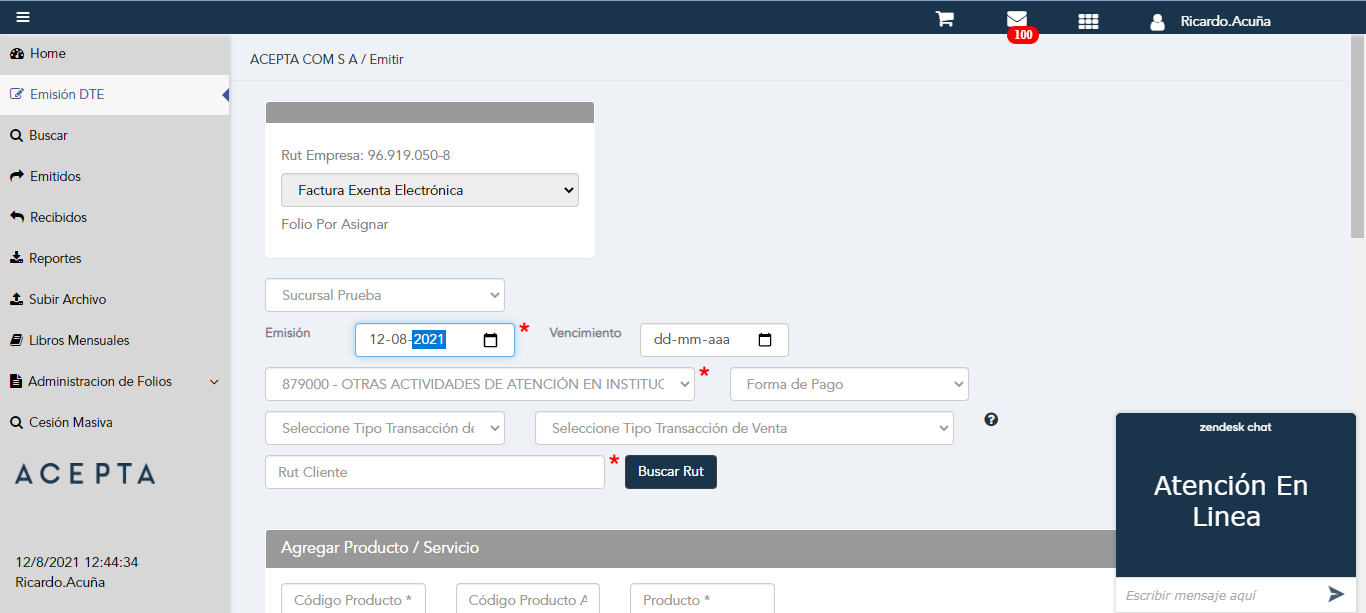 100
Ricardo.Acuña
Home
Emisión DTE
Buscar
Emitidos
Recibidos
Reportes
Subir Archivo
Libros Mensuales
Administracion de Folios
Cesión Masiva
ACEPTA
12/8/2021 12:44:34
Ricardo.Acuña
ACEPTA COM S A / Emitir
Rut Empresa: 96.919.050-8
Factura Exenta Electrónica
Folio Por Asignar
Sucursal Prueba
Emisión 12-08-2021 * Vencimiento dd-mm-aaa
879000 - OTRAS ACTIVIDADES DE ATENCIÓN EN INSTITUC * Forma de Pago
Seleccione Tipo Transacción de Seleccione Tipo Transacción de Venta ?
Rut Cliente * Buscar Rut
Agregar Producto / Servicio
Código Producto * Código Producto A Producto *
zendesk chat
Atención En
Linea
Escribir mensaje aquí